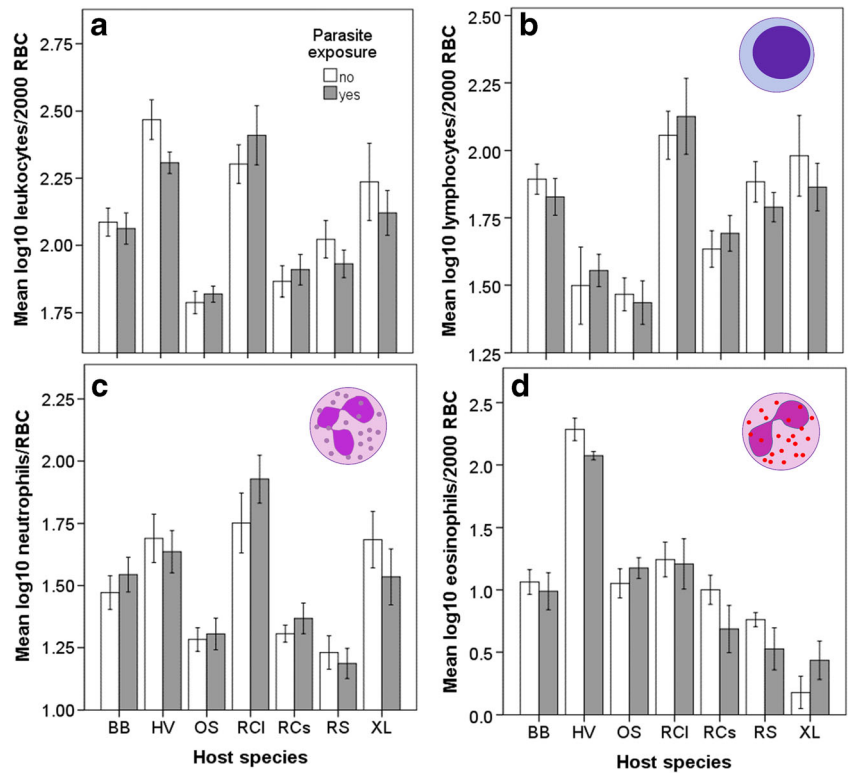 a
Parasite
exposure
no
yes
Mean log10 leukocytes/2000 RBC
2.75
2.50
2.25
2.00
1.75
b
Mean log10 lymphocytes/2000 RBC
2.50
2.25
2.00
1.75
1.50
1.25
c
Mean log10 neutrophils/RBC
2.25
2.00
1.75
1.50
1.25
1.00
BB HV OS RCl RCs RS XL
Host species
d
Mean log10 eosinophils/2000 RBC
2.5
2.0
1.5
1.0
0.5
0.0
BB HV OS RCl RCs RS XL
Host species